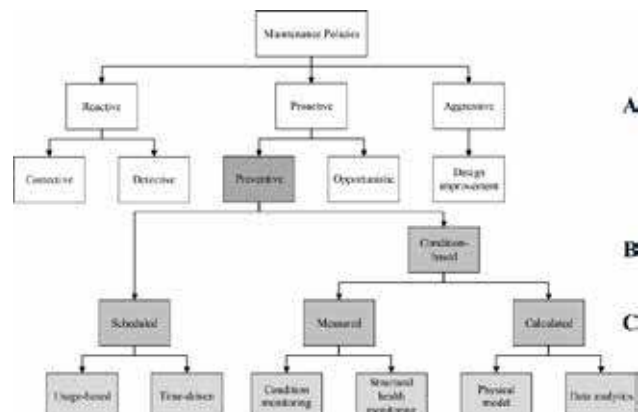 Maintenance Policies
Reactive
Proactive
Aggressive
A
Corrective
Detective
Preventive
Opportunistic
Design
improvement
Condition-
based
B
Scheduled
Measured
Calculated
C
Usage-based
Time-driven
Condition
monitoring
Structural
health
monitoring
Physical
model
Data analytics